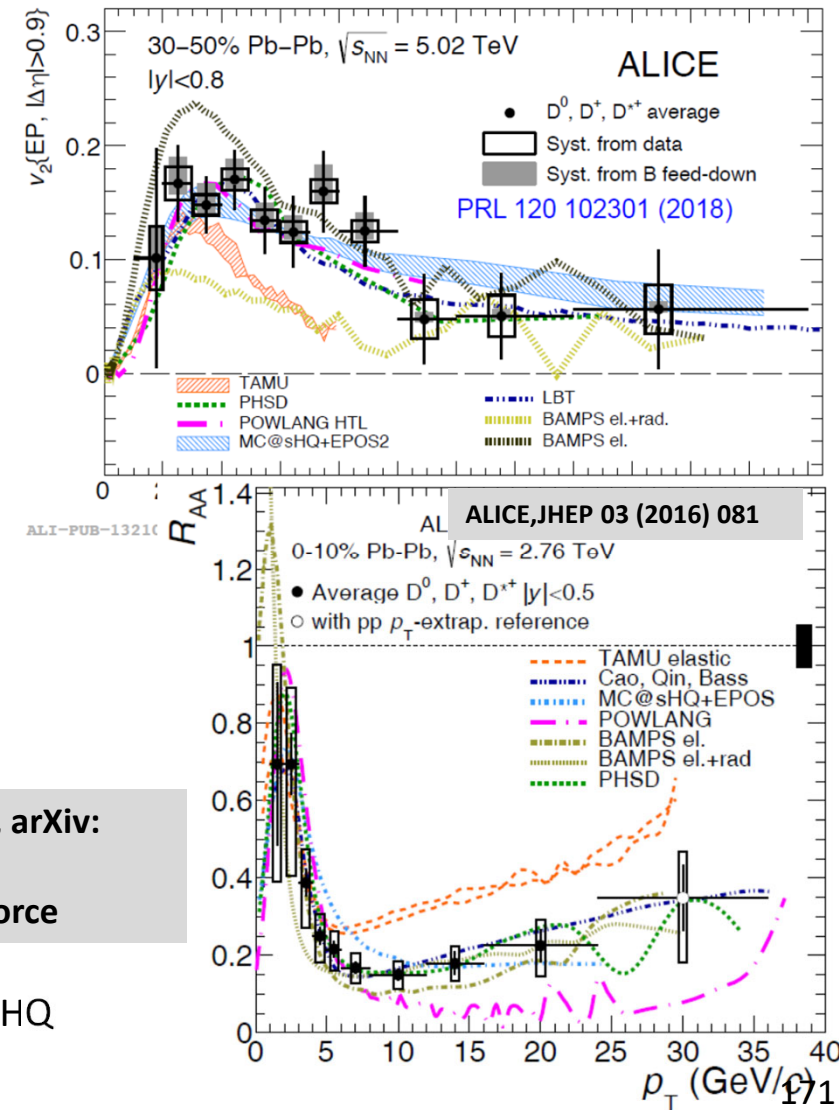 0.3
30–50% Pb–Pb, √sNN = 5.02 TeV
|y|<0.8
ALICE
D⁰, D⁺, D*⁺ average
Syst. from data
Syst. from B feed-down
PRL 120 102301 (2018)
v₂{EP, |Δη|>0.9}
0.2
0.1
0
TAMU
PHSD
POWLANG HTL
MC@sHQ+EPOS2
LBT
BAMPS el.+rad.
BAMPS el.
0
ALI-PUB-13210
R_AA
1.4
ALICE,JHEP 03 (2016) 081
0-10% Pb-Pb, √sNN = 2.76 TeV
Average D⁰, D⁺, D*⁺ |y|<0.5
with pp p_T-extrap. reference
1.2
1
TAMU elastic
Cao, Qin, Bass
MC@sHQ+EPOS
POWLANG
BAMPS el.
BAMPS el.+rad
PHSD
0.8
0.6
0.4
0.2
0
arXiv:
orce
HQ
0 5 10 15 20 25 30 35 40
p_T (GeV/c)
171